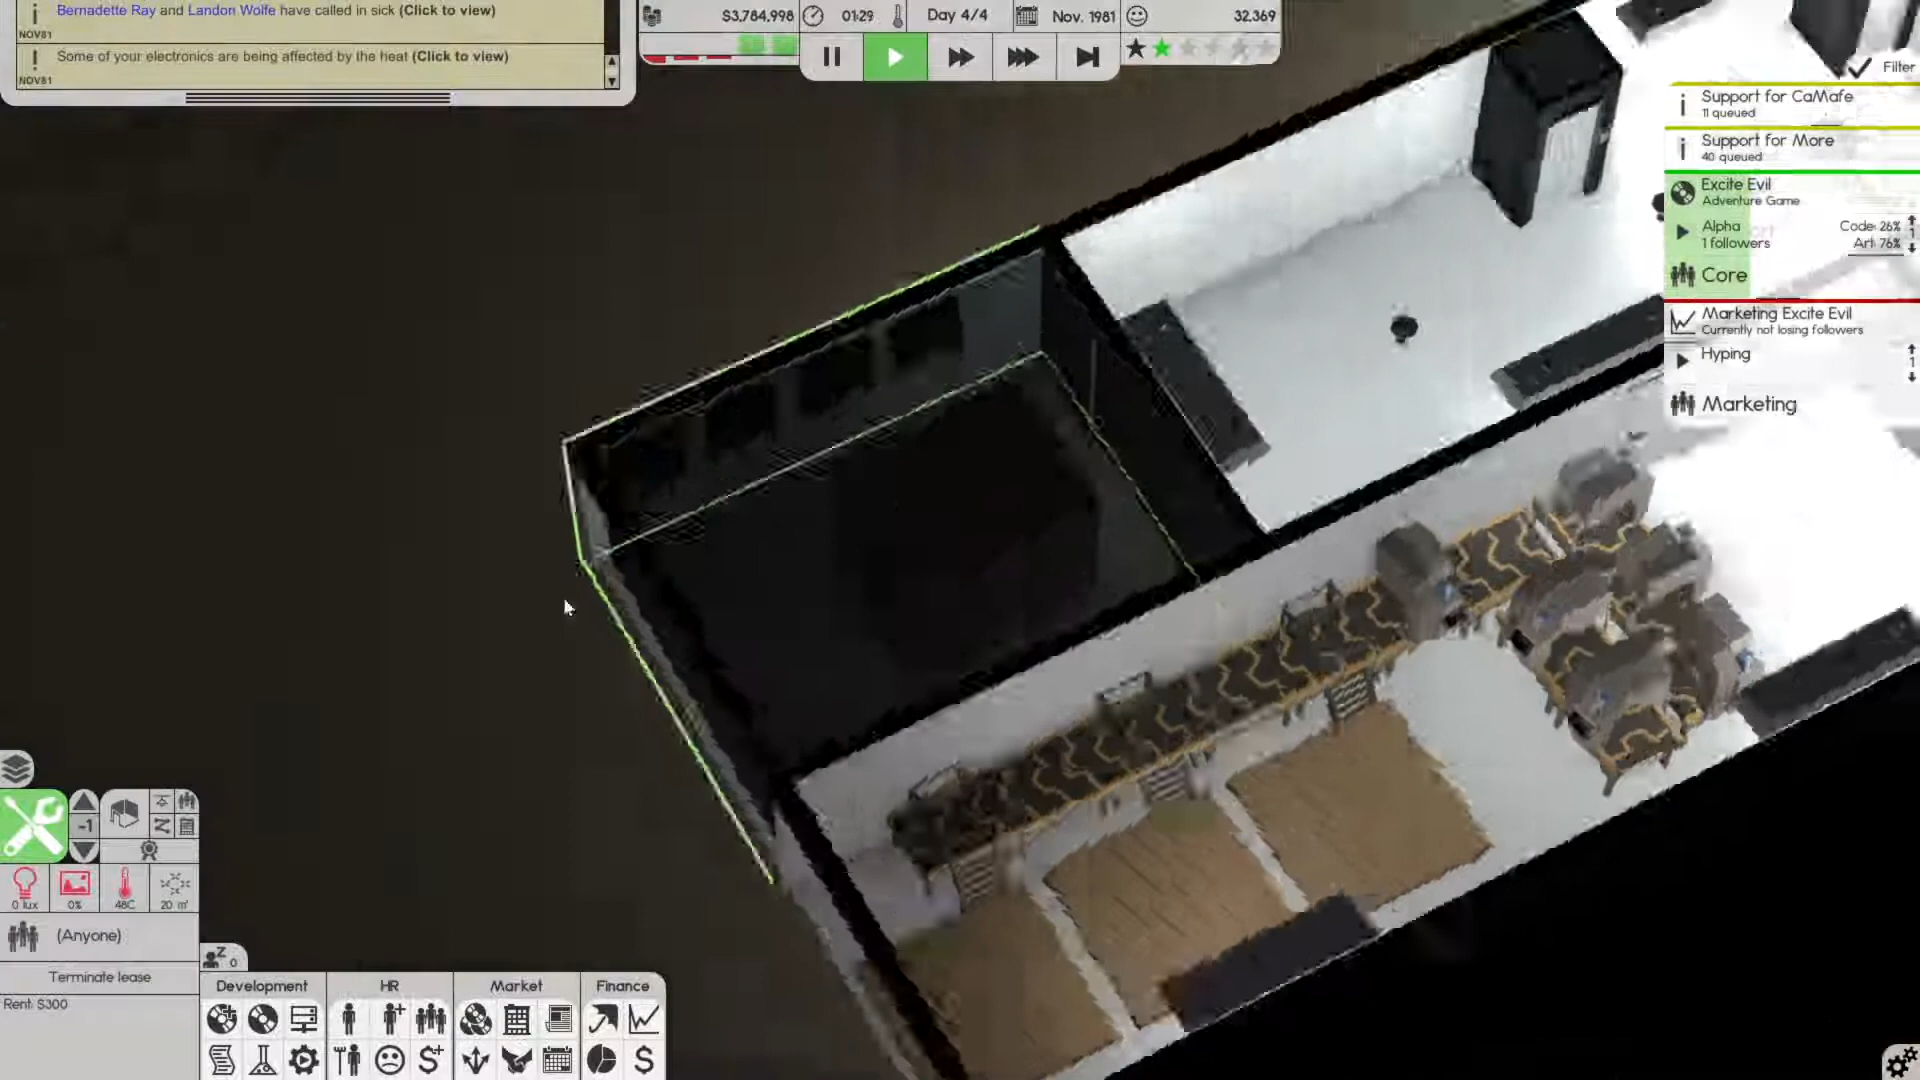 Bernadette Ray and Landon Wolfe have called in sick (Click to view)
NOV81
Some of your electronics are being affected by the heat (Click to view)
NOV81
$3,784,998
01:29
Day 4/4
Nov. 1981
32,369
Filter
Support for CaMafe
11 queued
Support for More
40 queued
Excite Evil
Adventure Game
Alpha
1 followers
Code: 26%
Art: 76%
1
Core
Marketing Excite Evil
Currently not losing followers
Hyping
1
Marketing
-1
0 lux
0%
48C
20 m²
(Anyone)
Terminate lease
Rent: $300
Z
0
Development
HR
Market
Finance